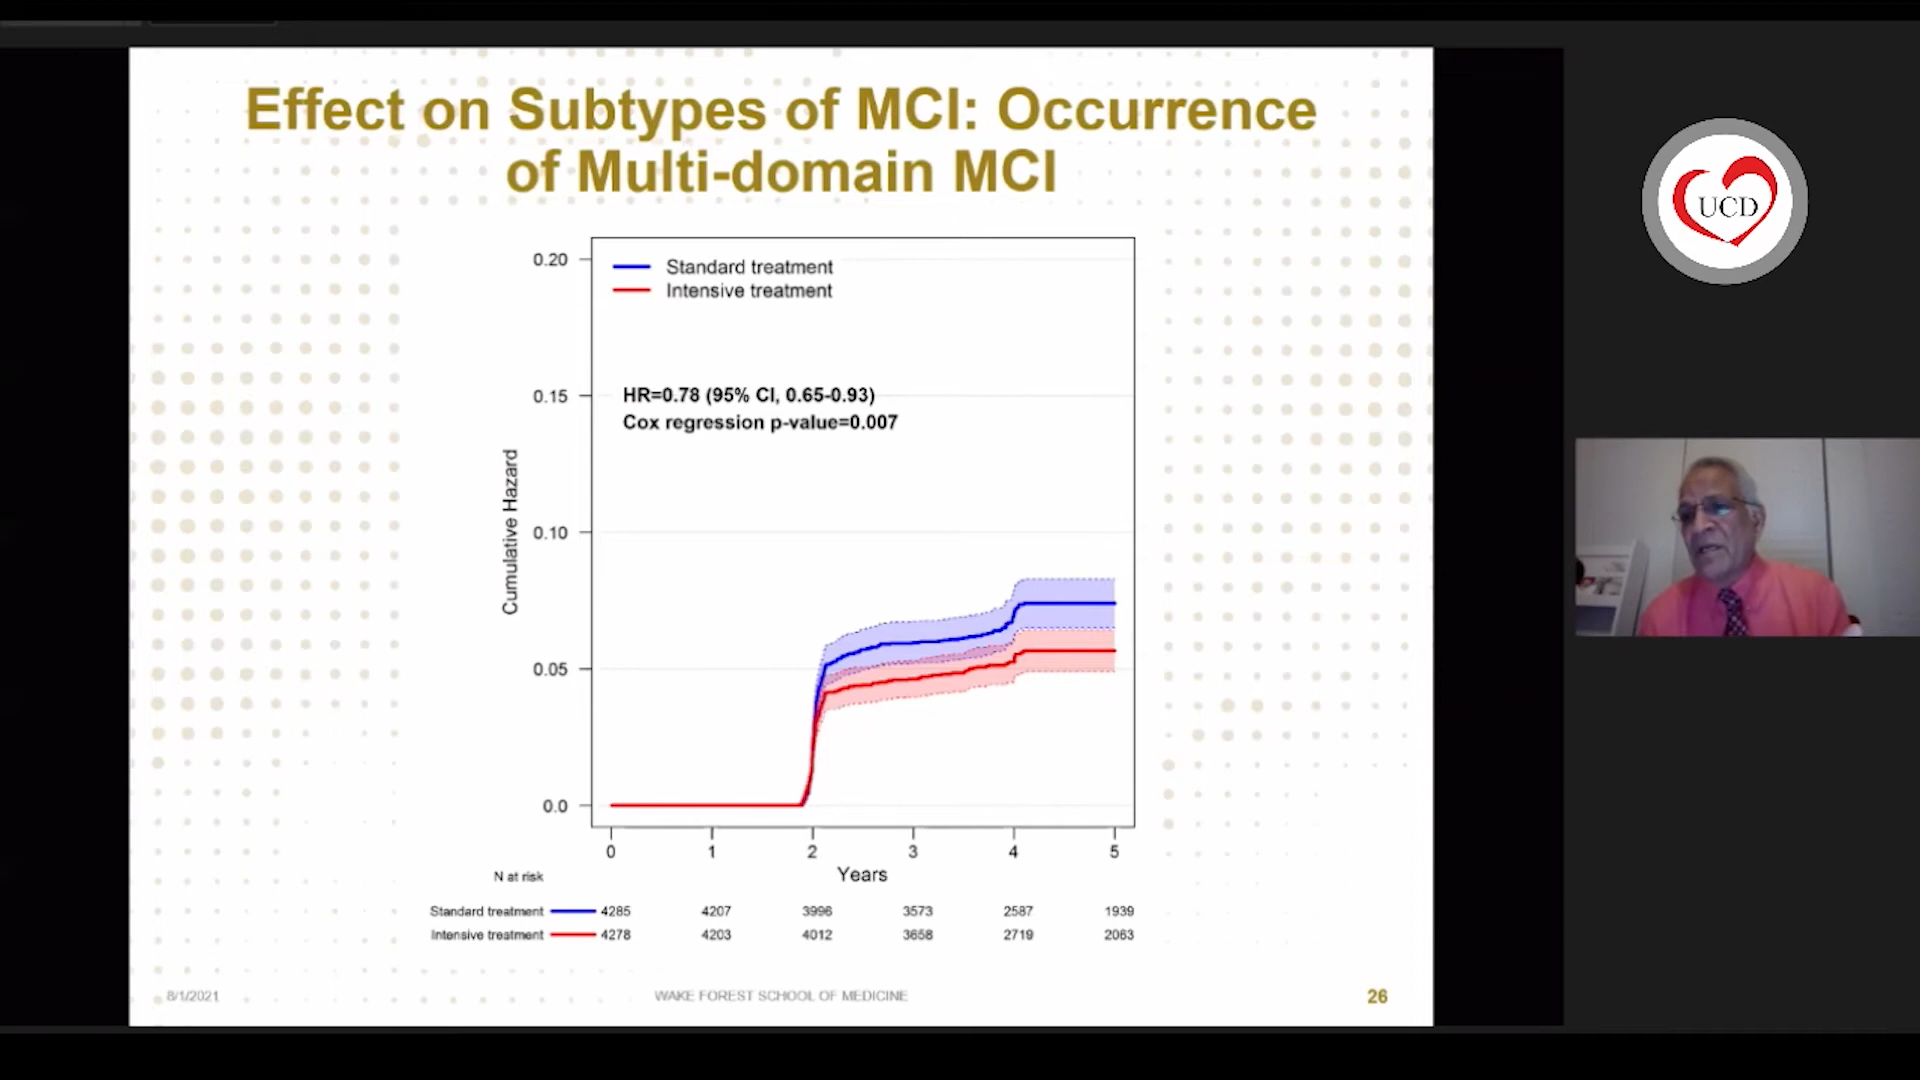 Effect on Subtypes of MCI: Occurrence
of Multi-domain MCI
UCD
0.20
Standard treatment
Intensive treatment
0.15
HR=0.78 (95% CI, 0.65-0.93)
Cox regression p-value=0.007
Cumulative Hazard
0.10
0.05
0.0
0 1 2 3 4 5
Years
N at risk
Standard treatment 4285 4207 3996 3573 2587 1939
Intensive treatment 4278 4203 4012 3658 2719 2063
8/1/2021 WAKE FOREST SCHOOL OF MEDICINE 26